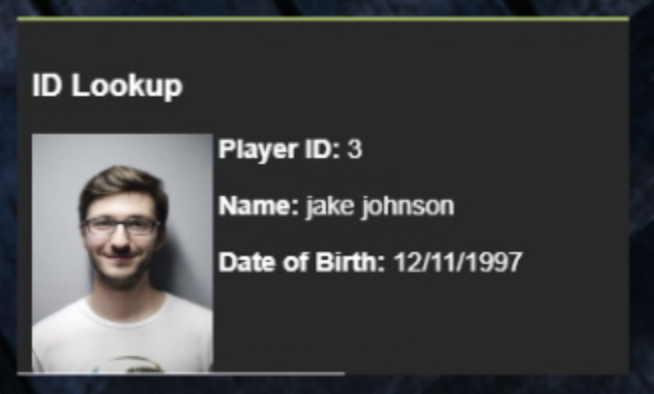 ID Lookup
Player ID: 3
Name: jake johnson
Date of Birth: 12/11/1997